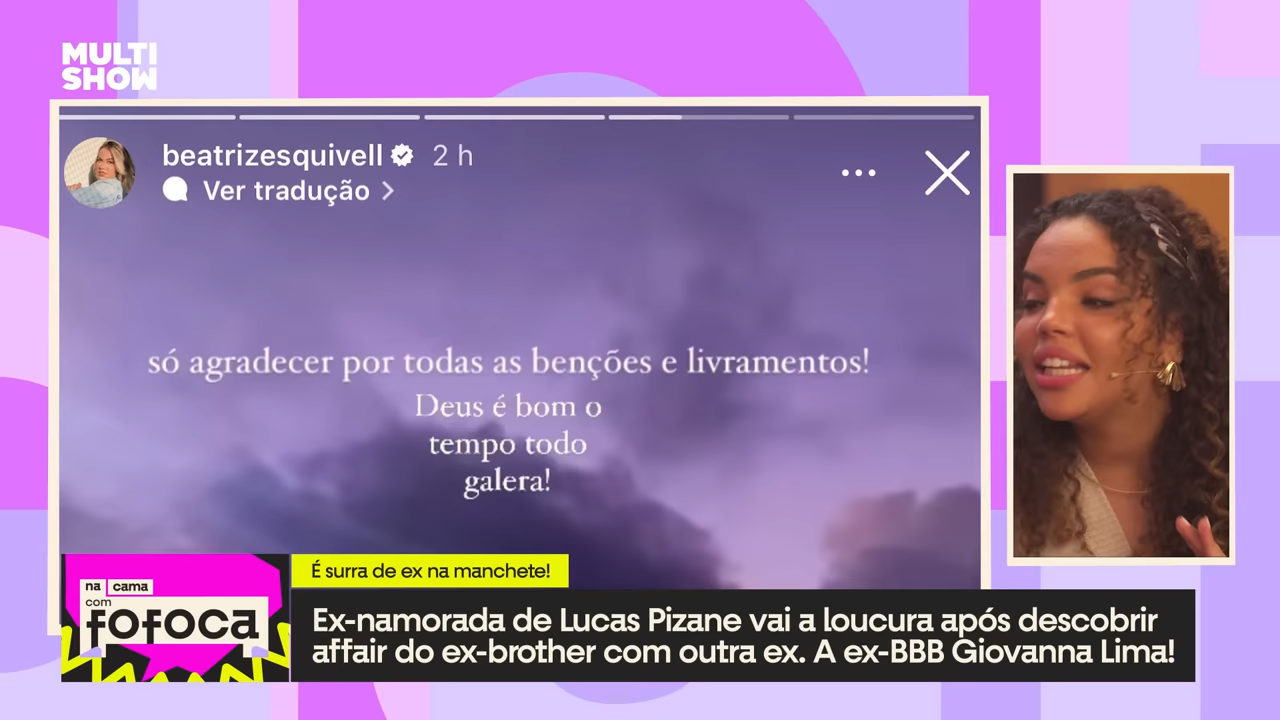 MULTI
SHOW
beatrizesquivell 2 h
Ver tradução
só agradecer por todas as benções e livramentos!
Deus é bom o
tempo todo
galera!
É surra de ex na manchete!
na cama
com
fofoca
Ex-namorada de Lucas Pizane vai a loucura após descobrir
affair do ex-brother com outra ex. A ex-BBB Giovanna Lima!